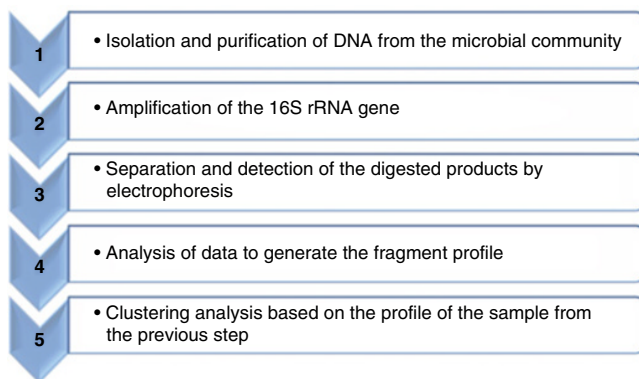 1
• Isolation and purification of DNA from the microbial community
2
• Amplification of the 16S rRNA gene
3
• Separation and detection of the digested products by
electrophoresis
4
• Analysis of data to generate the fragment profile
5
• Clustering analysis based on the profile of the sample from
the previous step